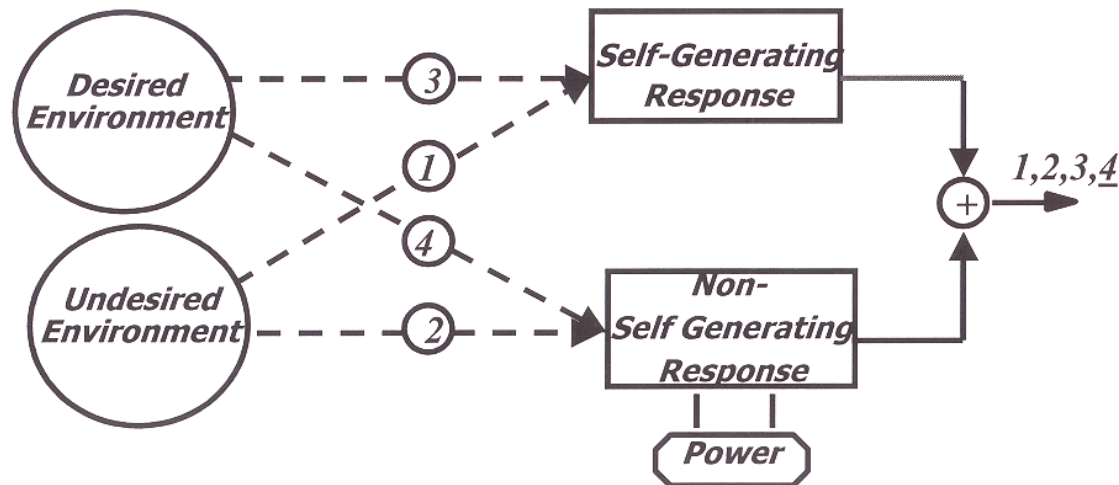 Desired
Environment
3
Self-Generating
Response
1
1,2,3,4
+
4
Undesired
Environment
2
Non-
Self Generating
Response
Power